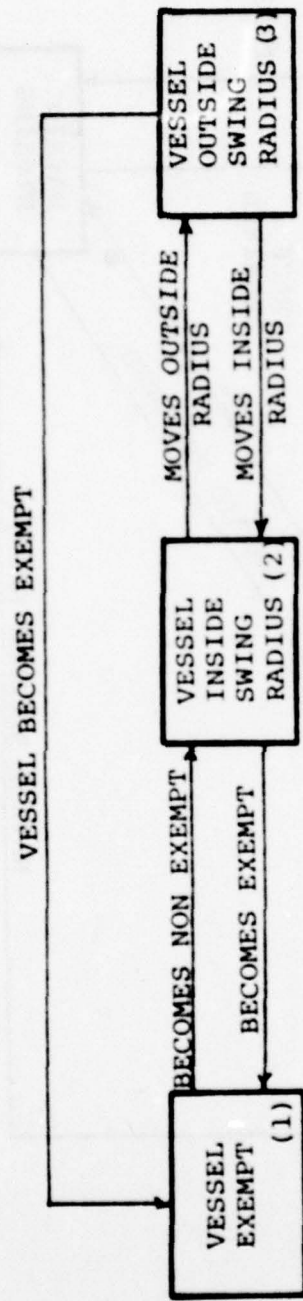 VESSEL BECOMES EXEMPT
VESSEL
EXEMPT
(1)
BECOMES NON EXEMPT
BECOMES EXEMPT
VESSEL
INSIDE
SWING
RADIUS (2)
MOVES OUTSIDE
RADIUS
MOVES INSIDE
RADIUS
VESSEL
OUTSIDE
SWING
RADIUS (3)